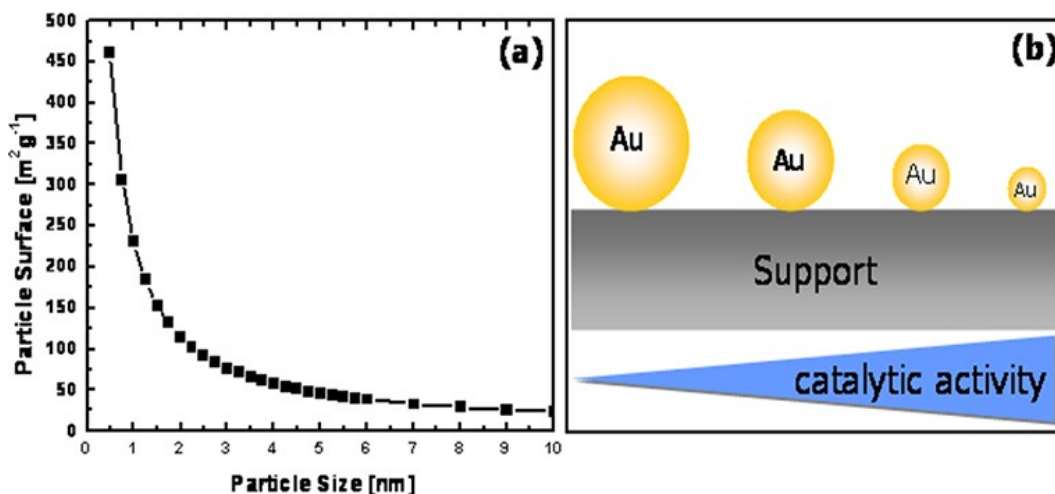 (a)
Particle Surface [m²g⁻¹]
500
450
400
350
300
250
200
150
100
50
0
0 1 2 3 4 5 6 7 8 9 10
Particle Size [nm]
(b)
Au Au Au Au
Support
catalytic activity